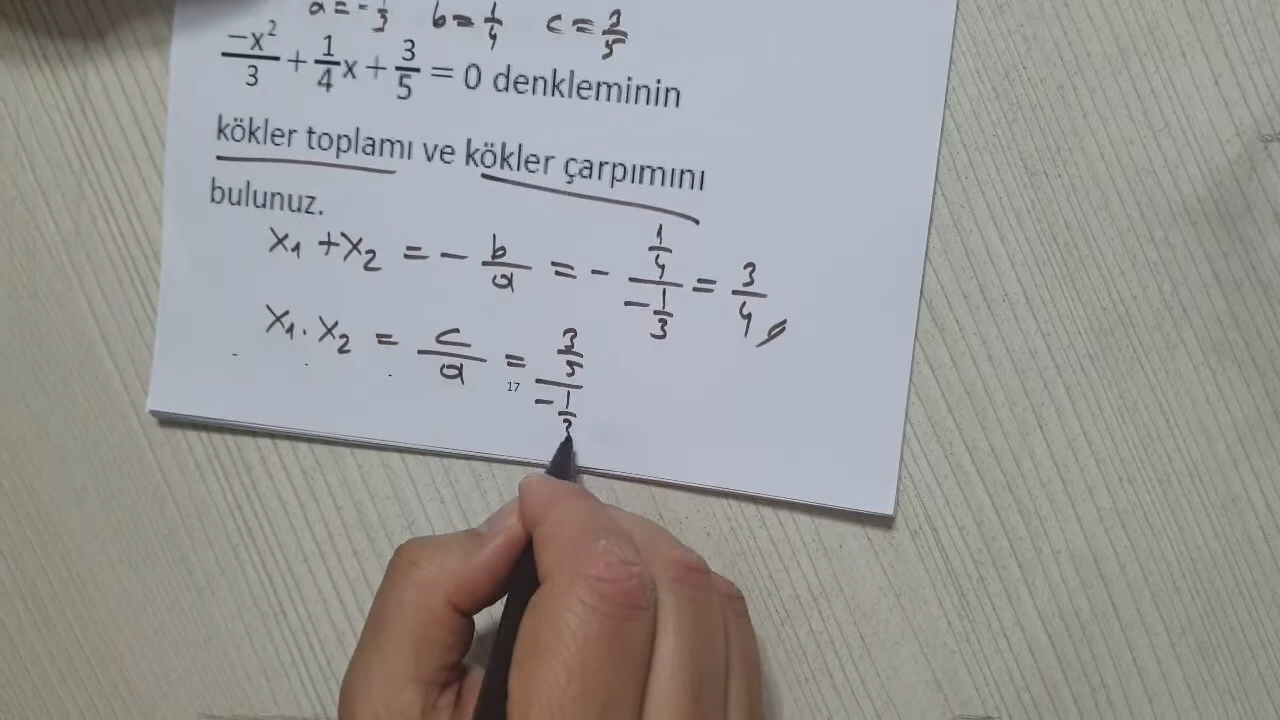 a = -1/3 b = 1/4 c = 3/5
-x²/3 + 1/4 x + 3/5 = 0 denkleminin
kökler toplamı ve kökler çarpımını
bulunuz.
x₁ + x₂ = - b/a = - (1/4)/(-1/3) = 3/4
x₁ . x₂ = c/a = (3/5)/(-1/3)
17